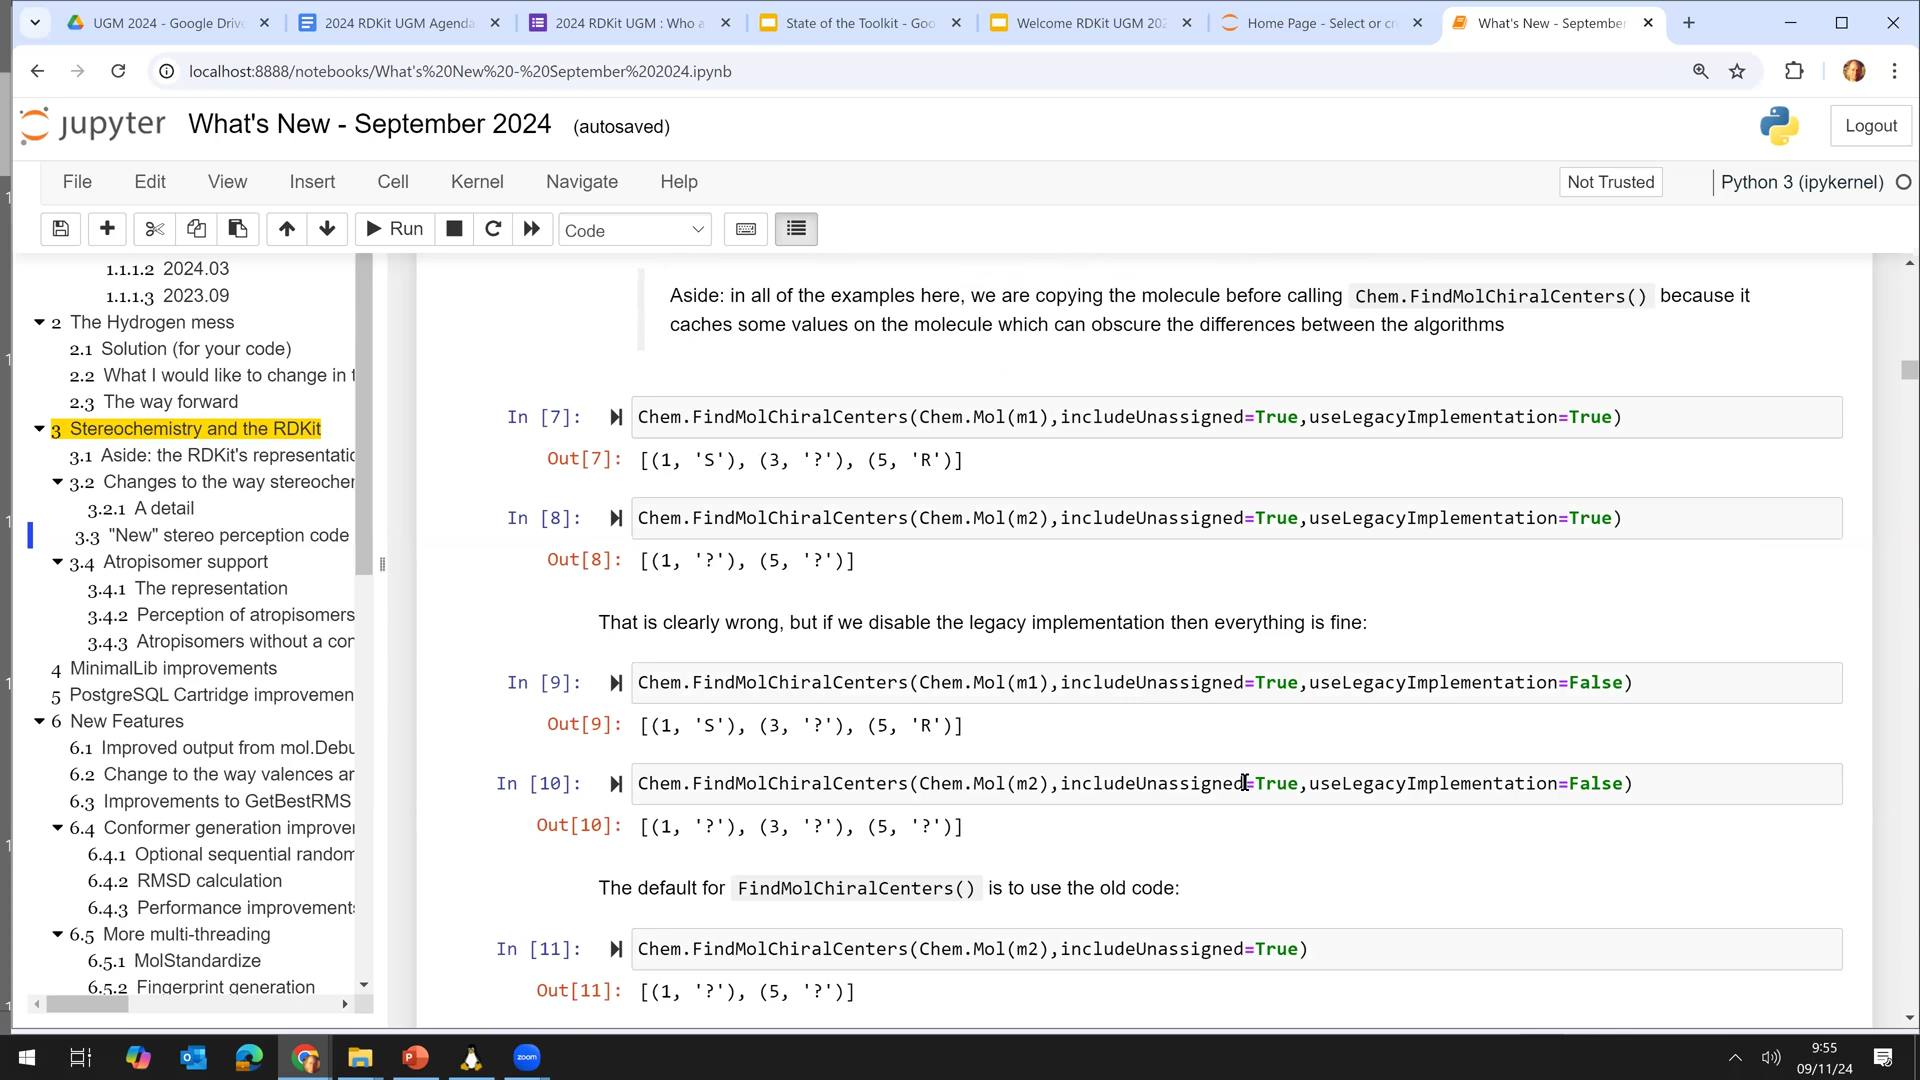 UGM 2024 - Google Drive
2024 RDKit UGM Agenda
2024 RDKit UGM : Who a
State of the Toolkit - Goo
Welcome RDKit UGM 202
Home Page - Select or cr
What's New - September
localhost:8888/notebooks/What's%20New%20-%20September%202024.ipynb
jupyter What's New - September 2024 (autosaved)
Logout
File Edit View Insert Cell Kernel Navigate Help
Not Trusted
Python 3 (ipykernel)
Run
Code
1.1.1.2 2024.03
1.1.1.3 2023.09
2 The Hydrogen mess
2.1 Solution (for your code)
2.2 What I would like to change in t
2.3 The way forward
3 Stereochemistry and the RDKit
3.1 Aside: the RDKit's representatic
3.2 Changes to the way stereocher
3.2.1 A detail
3.3 "New" stereo perception code
3.4 Atropisomer support
3.4.1 The representation
3.4.2 Perception of atropisomers
3.4.3 Atropisomers without a con
4 MinimalLib improvements
5 PostgreSQL Cartridge improvemen
6 New Features
6.1 Improved output from mol.Debu
6.2 Change to the way valences ar
6.3 Improvements to GetBestRMS
6.4 Conformer generation improver
6.4.1 Optional sequential random
6.4.2 RMSD calculation
6.4.3 Performance improvements
6.5 More multi-threading
6.5.1 MolStandardize
6.5.2 Fingerprint generation
Aside: in all of the examples here, we are copying the molecule before calling Chem.FindMolChiralCenters() because it
caches some values on the molecule which can obscure the differences between the algorithms
In [7]: Chem.FindMolChiralCenters(Chem.Mol(m1),includeUnassigned=True,useLegacyImplementation=True)
Out[7]: [(1, 'S'), (3, '?'), (5, 'R')]
In [8]: Chem.FindMolChiralCenters(Chem.Mol(m2),includeUnassigned=True,useLegacyImplementation=True)
Out[8]: [(1, '?'), (5, '?')]
That is clearly wrong, but if we disable the legacy implementation then everything is fine:
In [9]: Chem.FindMolChiralCenters(Chem.Mol(m1),includeUnassigned=True,useLegacyImplementation=False)
Out[9]: [(1, 'S'), (3, '?'), (5, 'R')]
In [10]: Chem.FindMolChiralCenters(Chem.Mol(m2),includeUnassigned=True,useLegacyImplementation=False)
Out[10]: [(1, '?'), (3, '?'), (5, '?')]
The default for FindMolChiralCenters() is to use the old code:
In [11]: Chem.FindMolChiralCenters(Chem.Mol(m2),includeUnassigned=True)
Out[11]: [(1, '?'), (5, '?')]
zoom
9:55
09/11/24